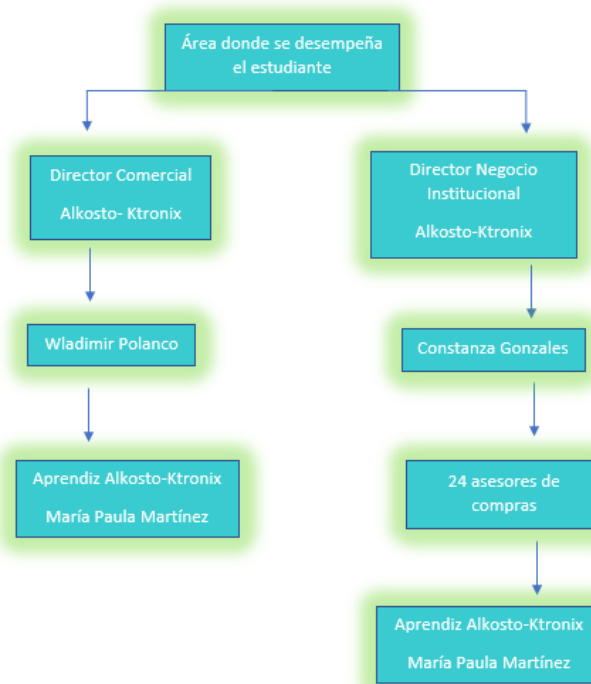 Área donde se desempeña
el estudiante
Director Comercial
Alkosto- Ktronix
Director Negocio
Institucional
Alkosto-Ktronix
Wladimir Polanco
Constanza Gonzales
Aprendiz Alkosto-Ktronix
María Paula Martínez
24 asesores de
compras
Aprendiz Alkosto-Ktronix
María Paula Martínez